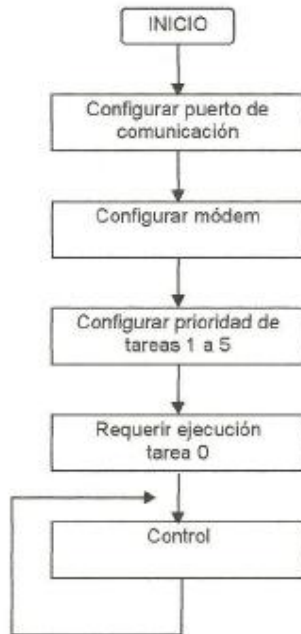 INICIO
Configurar puerto de
comunicación
Configurar módem
Configurar prioridad de
tareas 1 a 5
Requerir ejecución
tarea 0
Control